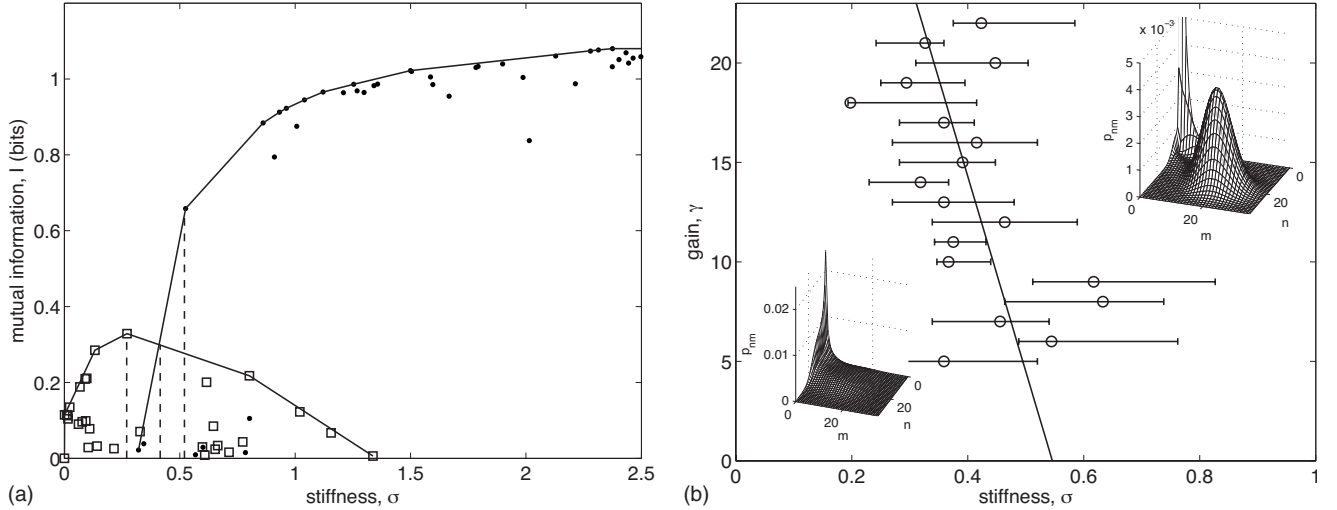 mutual information, I (bits)
1
0.8
0.6
0.4
0.2
0
0 0.5 1 1.5 2 2.5
stiffness, σ
(a)
gain, γ
20
15
10
5
0
0 0.2 0.4 0.6 0.8 1
stiffness, σ
(b)
x 10⁻³
5
4
3
2
1
0
pnm
0
20
m
0
20
n
0.02
0.01
0
pnm
0
20
m
0
20
n